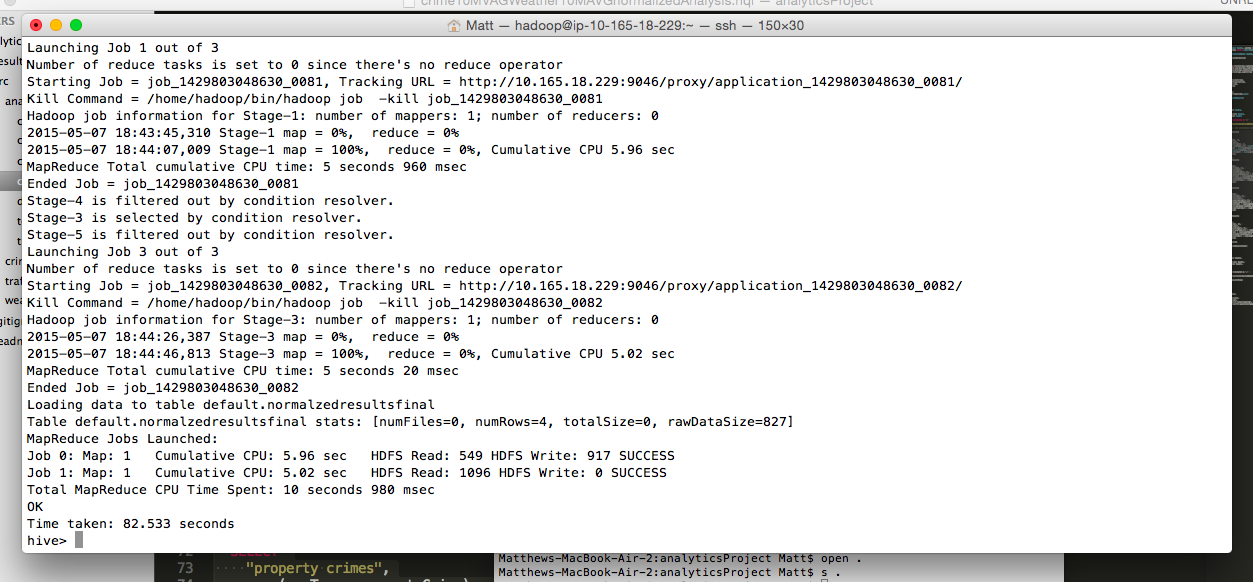 crime10MVAGWeather10MAVGnormalizedAnalysis.hql — analyticsProject
Matt — hadoop@ip-10-165-18-229:~ — ssh — 150×30
Launching Job 1 out of 3
Number of reduce tasks is set to 0 since there's no reduce operator
Starting Job = job_1429803048630_0081, Tracking URL = http://10.165.18.229:9046/proxy/application_1429803048630_0081/
Kill Command = /home/hadoop/bin/hadoop job  -kill job_1429803048630_0081
Hadoop job information for Stage-1: number of mappers: 1; number of reducers: 0
2015-05-07 18:43:45,310 Stage-1 map = 0%,  reduce = 0%
2015-05-07 18:44:07,009 Stage-1 map = 100%,  reduce = 0%, Cumulative CPU 5.96 sec
MapReduce Total cumulative CPU time: 5 seconds 960 msec
Ended Job = job_1429803048630_0081
Stage-4 is filtered out by condition resolver.
Stage-3 is selected by condition resolver.
Stage-5 is filtered out by condition resolver.
Launching Job 3 out of 3
Number of reduce tasks is set to 0 since there's no reduce operator
Starting Job = job_1429803048630_0082, Tracking URL = http://10.165.18.229:9046/proxy/application_1429803048630_0082/
Kill Command = /home/hadoop/bin/hadoop job  -kill job_1429803048630_0082
Hadoop job information for Stage-3: number of mappers: 1; number of reducers: 0
2015-05-07 18:44:26,387 Stage-3 map = 0%,  reduce = 0%
2015-05-07 18:44:46,813 Stage-3 map = 100%,  reduce = 0%, Cumulative CPU 5.02 sec
MapReduce Total cumulative CPU time: 5 seconds 20 msec
Ended Job = job_1429803048630_0082
Loading data to table default.normalzedresultsfinal
Table default.normalzedresultsfinal stats: [numFiles=0, numRows=4, totalSize=0, rawDataSize=827]
MapReduce Jobs Launched:
Job 0: Map: 1   Cumulative CPU: 5.96 sec   HDFS Read: 549 HDFS Write: 917 SUCCESS
Job 1: Map: 1   Cumulative CPU: 5.02 sec   HDFS Read: 1096 HDFS Write: 0 SUCCESS
Total MapReduce CPU Time Spent: 10 seconds 980 msec
OK
Time taken: 82.533 seconds
hive>
73 "property crimes",
Matthews-MacBook-Air-2:analyticsProject Matt$ open .
Matthews-MacBook-Air-2:analyticsProject Matt$ s .